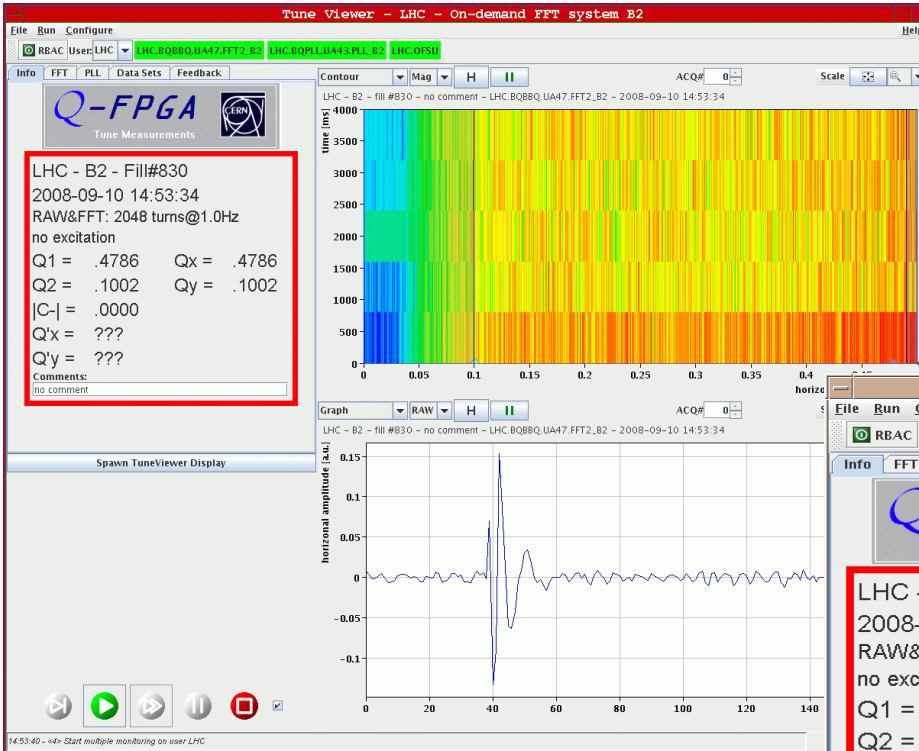 Tune Viewer - LHC - On-demand FFT system B2
File Run Configure
Help
RBAC User: LHC LHC.BQBBQ.UA47.FFT2_B2 LHC.BQPLL.UA43.PLL_B2 LHC.OFSU
Info FFT PLL Data Sets Feedback
Q-FPGA
Tune Measurements
CERN
LHC - B2 - Fill#830
2008-09-10 14:53:34
RAW&FFT: 2048 turns@1.0Hz
no excitation
Q1 = .4786 Qx = .4786
Q2 = .1002 Qy = .1002
|C-| = .0000
Q'x = ???
Q'y = ???
Comments:
no comment
Spawn TuneViewer Display
Contour Mag H ACQ# 0 Scale
LHC - B2 - fill #830 - no comment - LHC.BQBBQ.UA47.FFT2_B2 - 2008-09-10 14:53:34
time [ms]
4000
3500
3000
2500
2000
1500
1000
500
0
0 0.05 0.1 0.15 0.2 0.25 0.3 0.35 0.4
horizo
Graph RAW H ACQ# 0
LHC - B2 - fill #830 - no comment - LHC.BQBBQ.UA47.FFT2_B2 - 2008-09-10 14:53:34
horizonal amplitude [a.u.]
0.15
0.1
0.05
0
-0.05
-0.1
0 20 40 60 80 100 120 140
File Run
RBAC
Info FFT
Q
LHC -
2008-
RAW&
no exc
Q1 =
Q2 =
14:53:40 - <4> Start multiple monitoring on user LHC